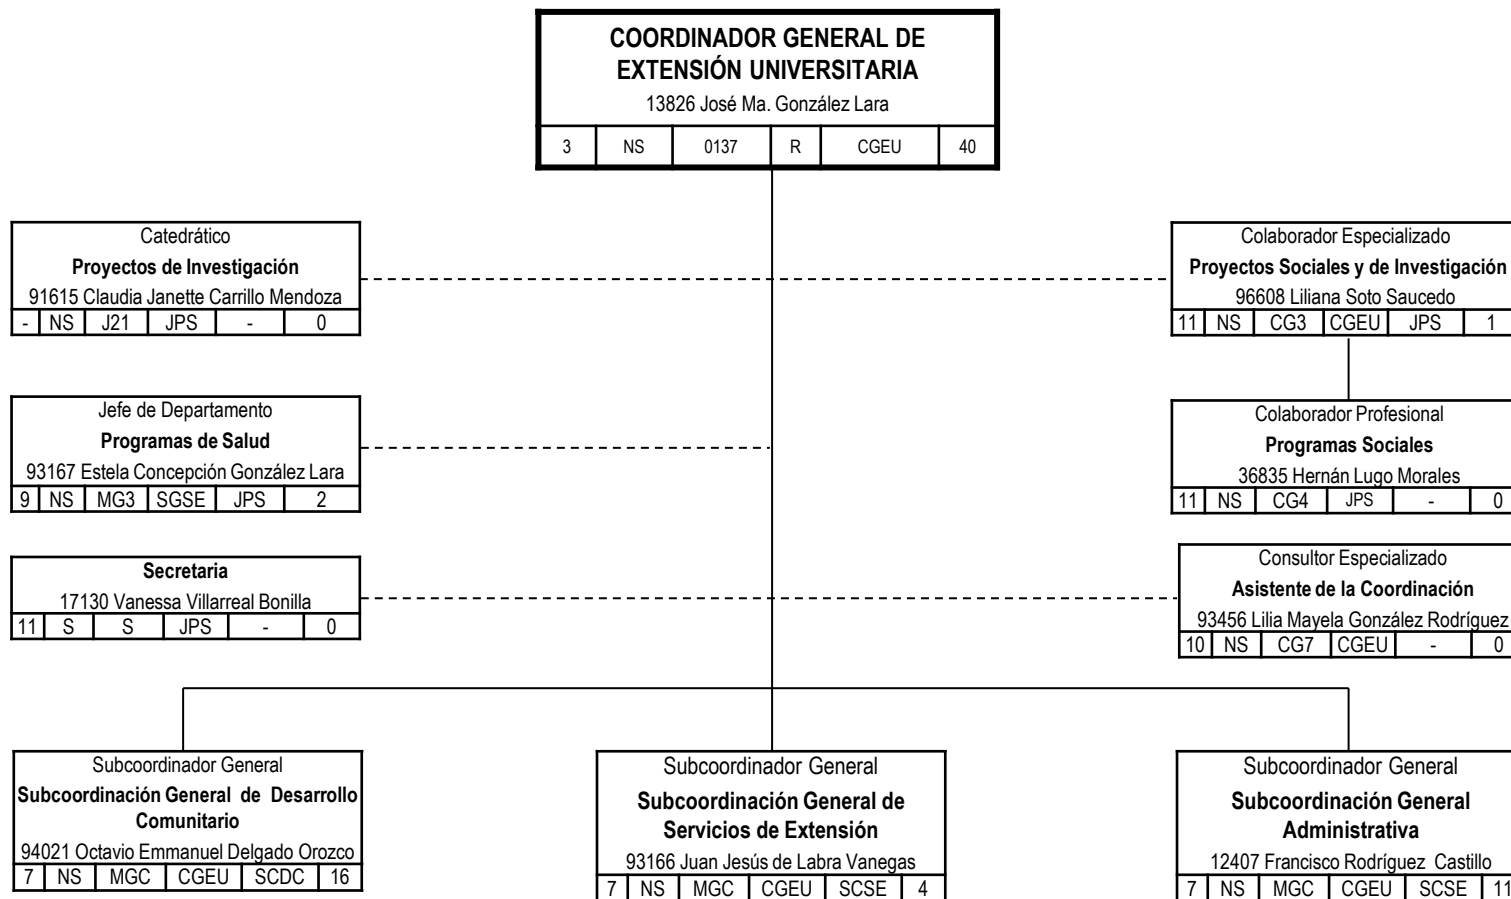 COORDINADOR GENERAL DE
EXTENSIÓN UNIVERSITARIA
13826 José Ma. González Lara
3 NS 0137 R CGEU 40
Catedrático
Proyectos de Investigación
91615 Claudia Janette Carrillo Mendoza
- NS J21 JPS - 0
Colaborador Especializado
Proyectos Sociales y de Investigación
96608 Liliana Soto Saucedo
11 NS CG3 CGEU JPS 1
Jefe de Departamento
Programas de Salud
93167 Estela Concepción González Lara
9 NS MG3 SGSE JPS 2
Colaborador Profesional
Programas Sociales
36835 Hernán Lugo Morales
11 NS CG4 JPS - 0
Secretaria
17130 Vanessa Villarreal Bonilla
11 S S JPS - 0
Consultor Especializado
Asistente de la Coordinación
93456 Lilia Mayela González Rodríguez
10 NS CG7 CGEU - 0
Subcoordinador General
Subcoordinación General de Desarrollo
Comunitario
94021 Octavio Emmanuel Delgado Orozco
7 NS MGC CGEU SCDC 16
Subcoordinador General
Subcoordinación General de
Servicios de Extensión
93166 Juan Jesús de Labra Vanegas
7 NS MGC CGEU SCSE 4
Subcoordinador General
Subcoordinación General
Administrativa
12407 Francisco Rodríguez Castillo
7 NS MGC CGEU SCSE 11